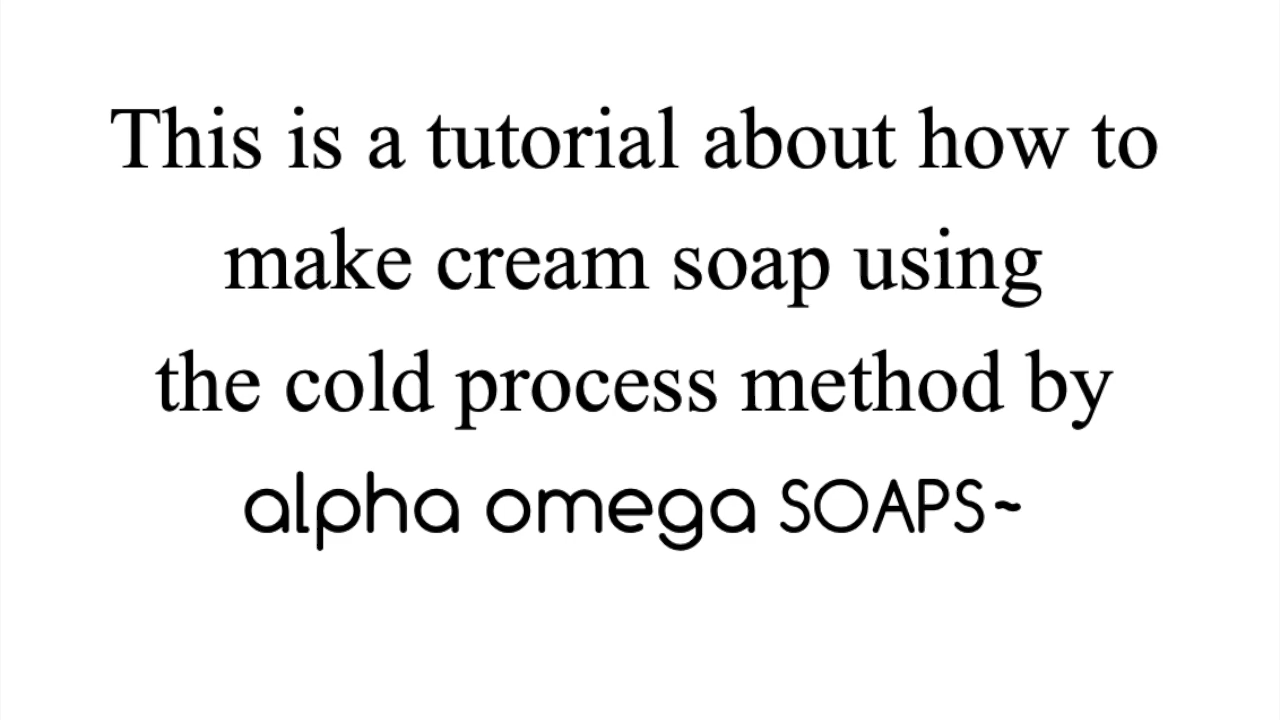 This is a tutorial about how to
make cream soap using
the cold process method by
alpha omega SOAPS~